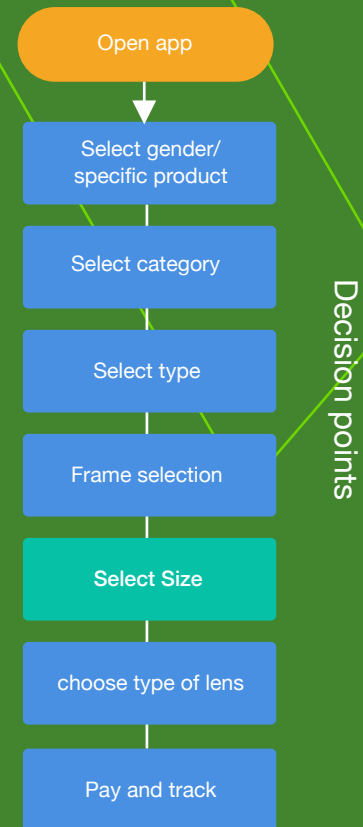 Open app
Select gender/
specific product
Select category
Select type
Frame selection
Select Size
choose type of lens
Pay and track
Decision points